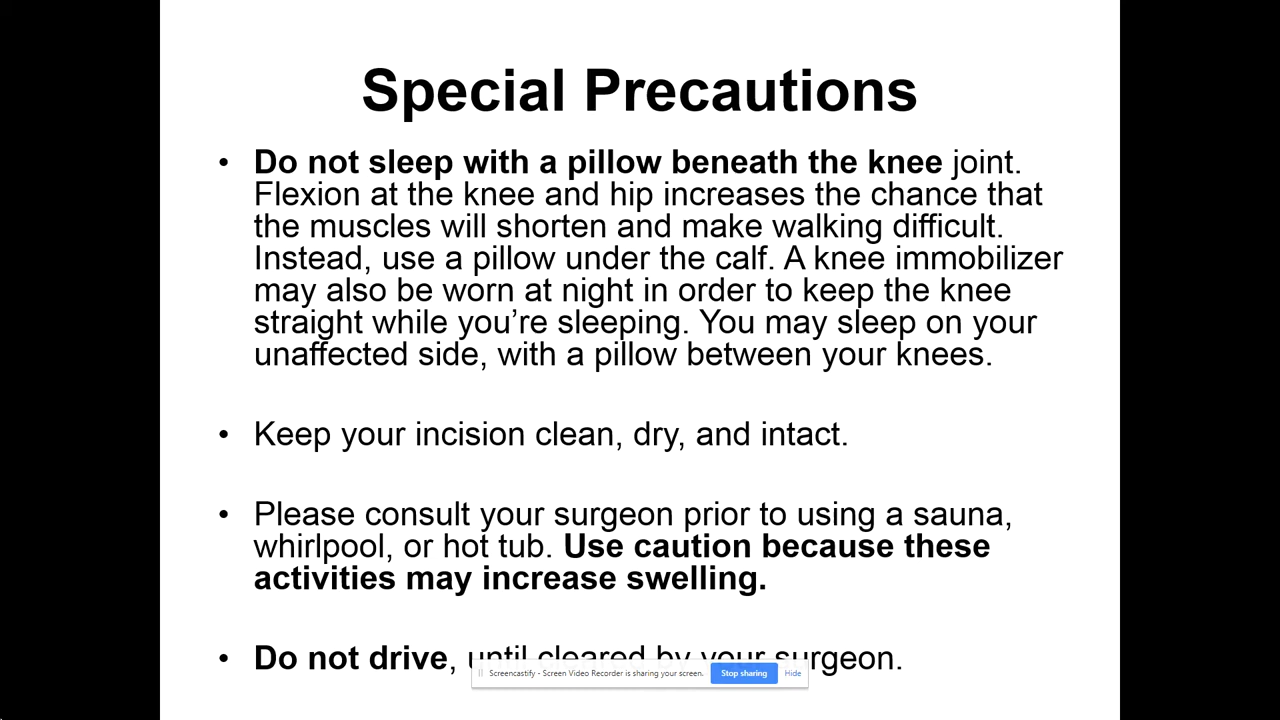 Special Precautions
• Do not sleep with a pillow beneath the knee joint.
Flexion at the knee and hip increases the chance that
the muscles will shorten and make walking difficult.
Instead, use a pillow under the calf. A knee immobilizer
may also be worn at night in order to keep the knee
straight while you’re sleeping. You may sleep on your
unaffected side, with a pillow between your knees.
• Keep your incision clean, dry, and intact.
• Please consult your surgeon prior to using a sauna,
whirlpool, or hot tub. Use caution because these
activities may increase swelling.
• Do not drive, until cleared by your surgeon.
Screencastify - Screen Video Recorder is sharing your screen. Stop sharing Hide